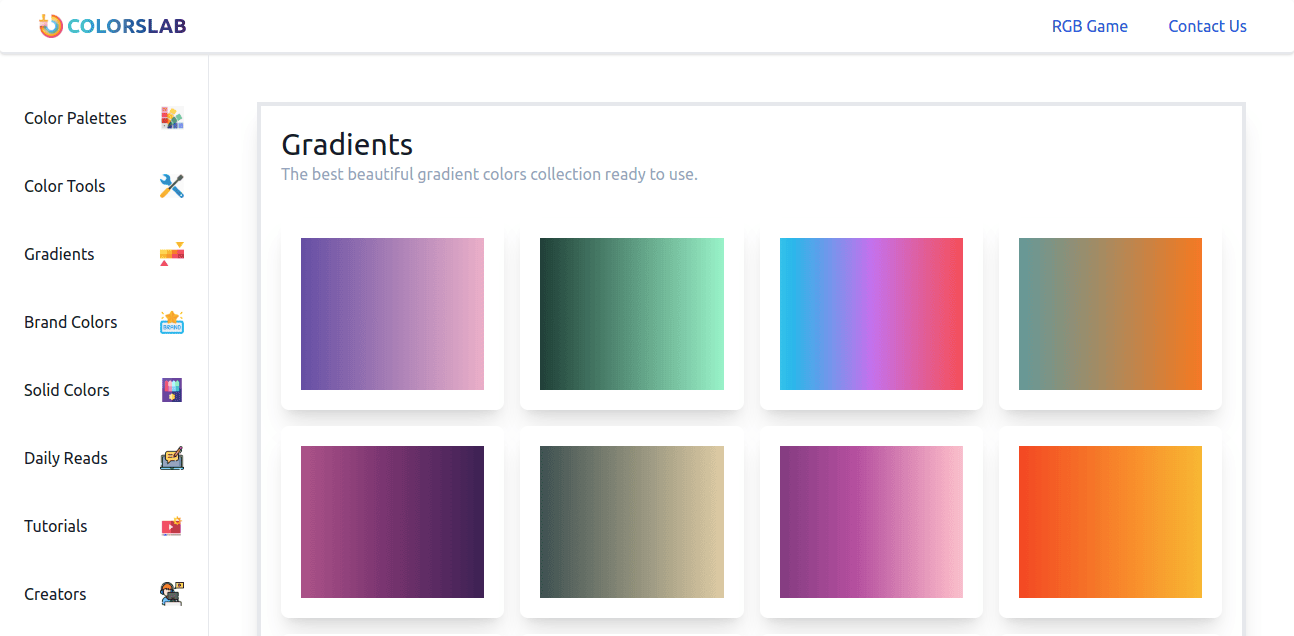 COLORSLAB
RGB Game
Contact Us
Color Palettes
Color Tools
Gradients
Brand Colors
Solid Colors
Daily Reads
Tutorials
Creators
Gradients
The best beautiful gradient colors collection ready to use.
BRAND